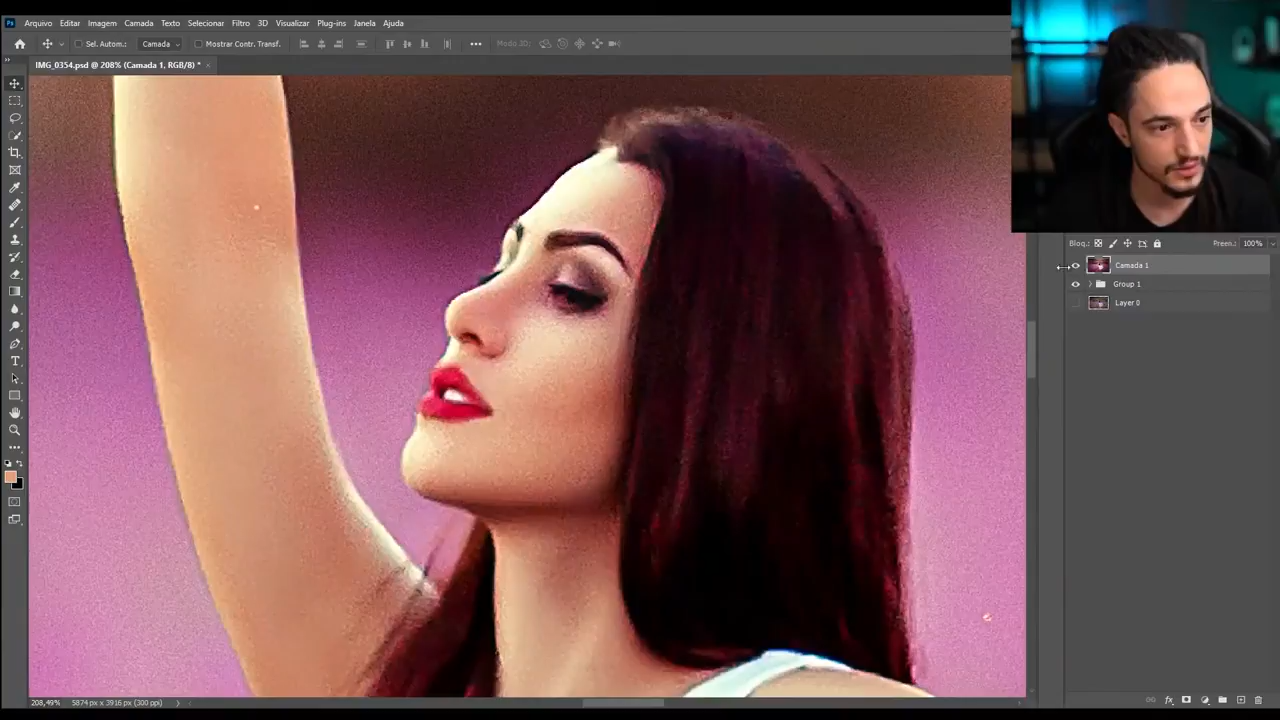 Ps Arquivo Editar Imagem Camada Texto Selecionar Filtro 3D Visualizar Plug-ins Janela Ajuda
Sel. Autom.: Camada Mostrar Contr. Transf. ••• Modo 3D:
IMG_0354.psd @ 208% (Camada 1, RGB/8) * ×
Bloq.: Preen.: 100%
Camada 1
Group 1
Layer 0
208,49% 5874 px x 3916 px (300 ppi)